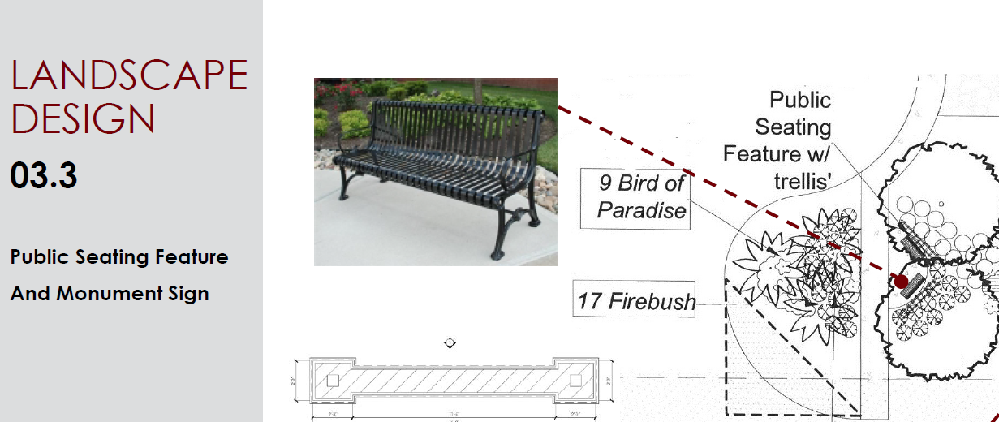 LANDSCAPE
DESIGN
03.3
Public Seating Feature
And Monument Sign
Public
Seating
Feature w/
trellis'
9 Bird of
Paradise
17 Firebush